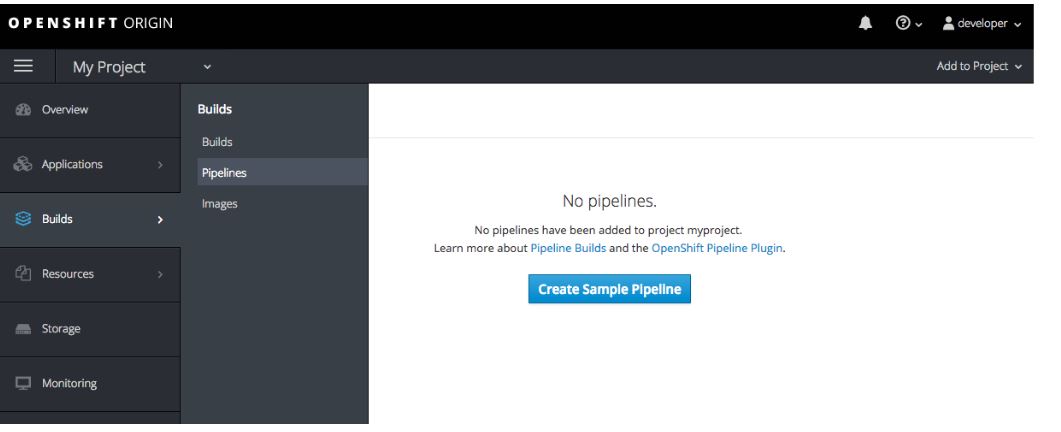 OPENSHIFT ORIGIN
developer
My Project
Add to Project
Overview
Applications
Builds
Resources
Storage
Monitoring
Builds
Builds
Pipelines
Images
No pipelines.
No pipelines have been added to project myproject.
Learn more about Pipeline Builds and the OpenShift Pipeline Plugin.
Create Sample Pipeline